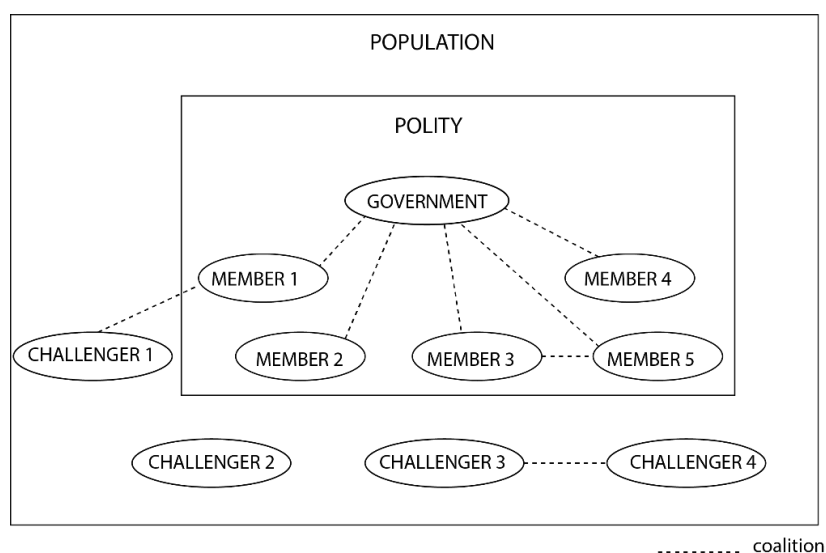 POPULATION
POLITY
GOVERNMENT
MEMBER 1
MEMBER 4
CHALLENGER 1
MEMBER 2
MEMBER 3
MEMBER 5
CHALLENGER 2
CHALLENGER 3
CHALLENGER 4
coalition